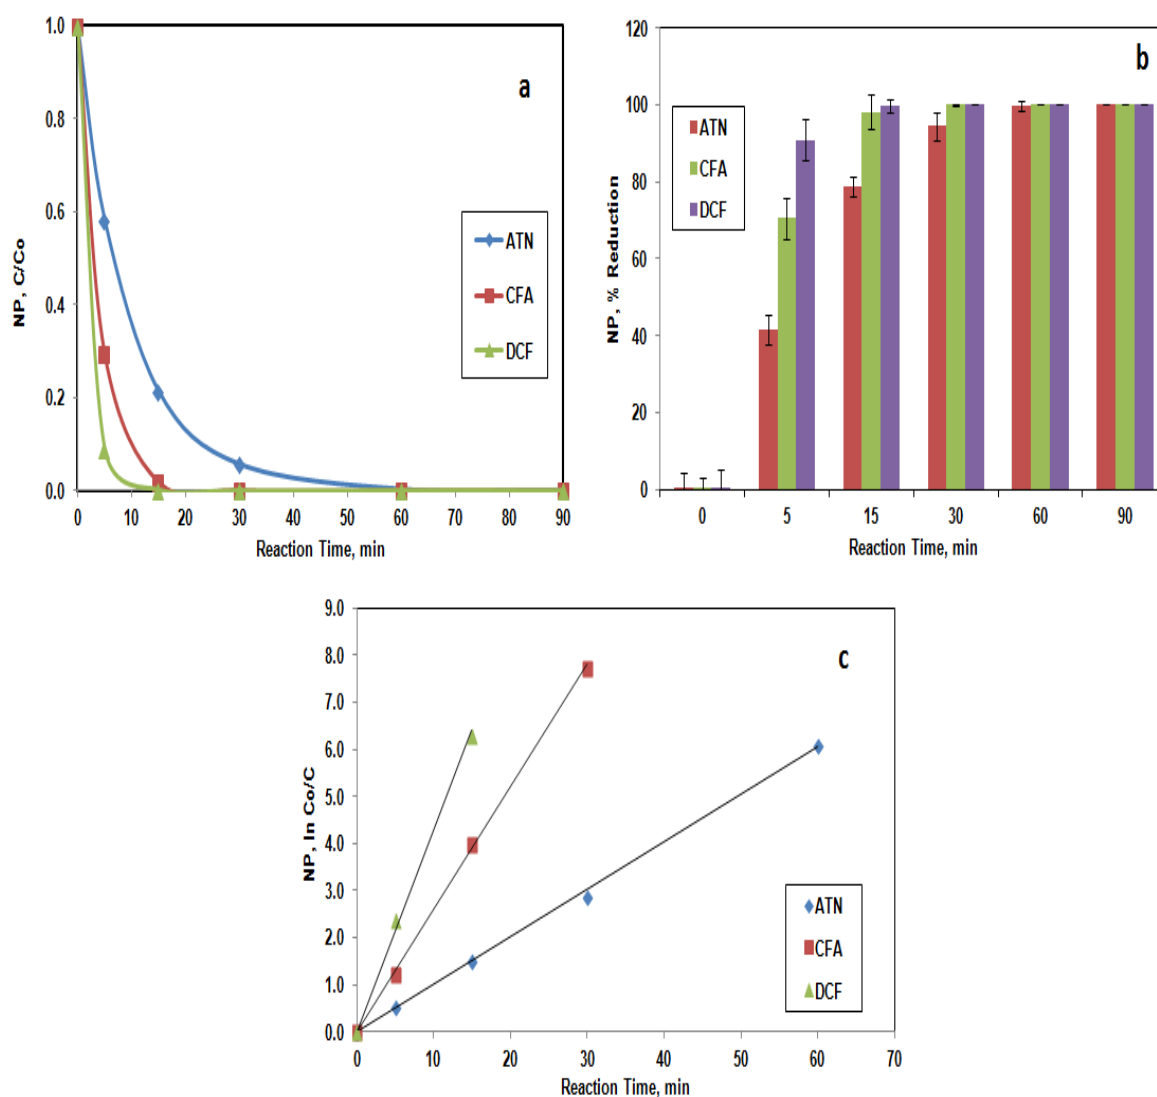 1.0
0.8
0.6
0.4
0.2
0.0
NP, C/Co
a
ATN
CFA
DCF
0 10 20 30 40 50 60 70 80 90
Reaction Time, min
120
100
80
60
40
20
0
NP, % Reduction
b
ATN
CFA
DCF
0 5 15 30 60 90
Reaction Time, min
9.0
8.0
7.0
6.0
5.0
4.0
3.0
2.0
1.0
0.0
NP, ln Co/C
c
ATN
CFA
DCF
0 10 20 30 40 50 60 70
Reaction Time, min